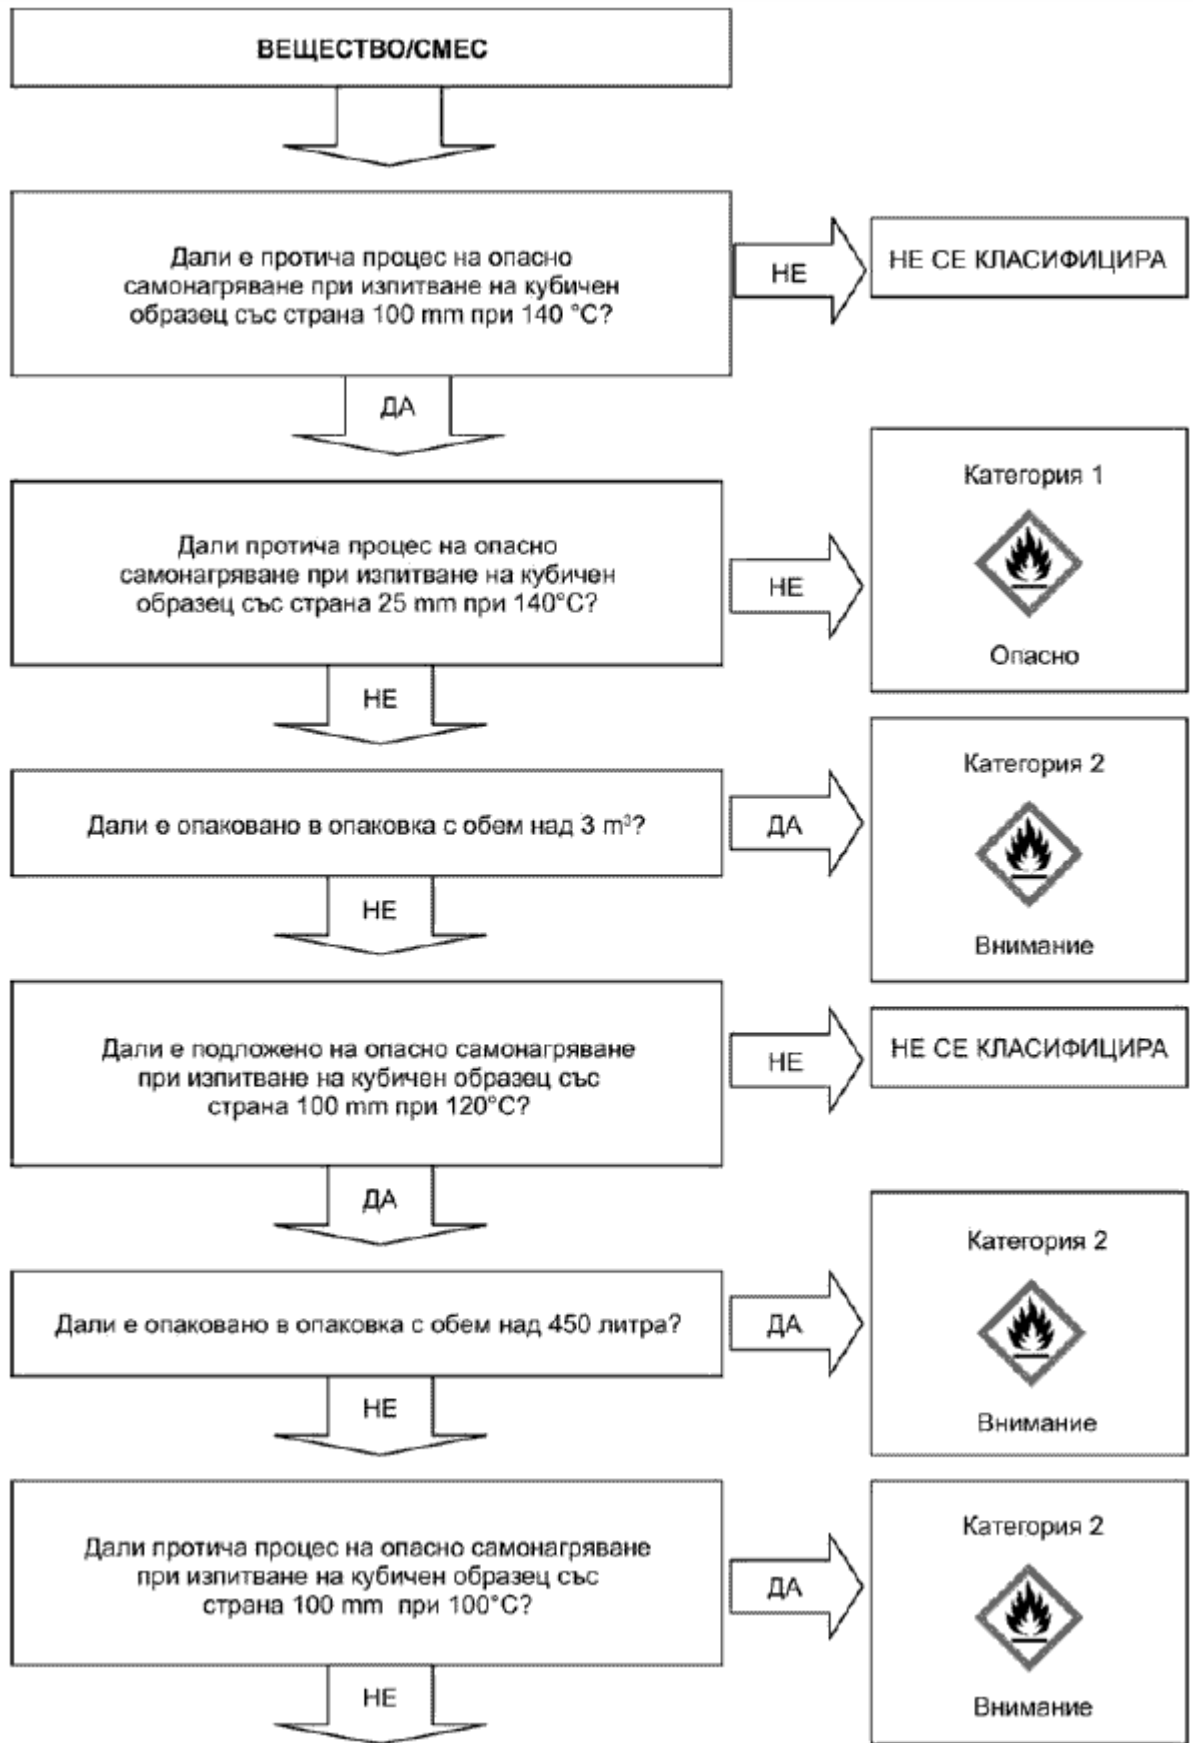 ВЕЩЕСТВО/СМЕС
Дали е протича процес на опасно
самонагряване при изпитване на кубичен
образец със страна 100 mm при 140 °C?
НЕ
НЕ СЕ КЛАСИФИЦИРА
ДА
Дали протича процес на опасно
самонагряване при изпитване на кубичен
образец със страна 25 mm при 140°C?
НЕ
Категория 1
Опасно
НЕ
Дали е опаковано в опаковка с обем над 3 m³?
ДА
Категория 2
Внимание
НЕ
Дали е подложено на опасно самонагряване
при изпитване на кубичен образец със
страна 100 mm при 120°C?
НЕ
НЕ СЕ КЛАСИФИЦИРА
ДА
Дали е опаковано в опаковка с обем над 450 литра?
ДА
Категория 2
Внимание
НЕ
Дали протича процес на опасно самонагряване
при изпитване на кубичен образец със
страна 100 mm при 100°C?
ДА
Категория 2
Внимание
НЕ